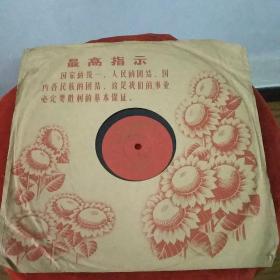 最高指示
国家的统一，人民的团结，国
内各民族的团结，这是我们的事业
必定要胜利的基本保证。